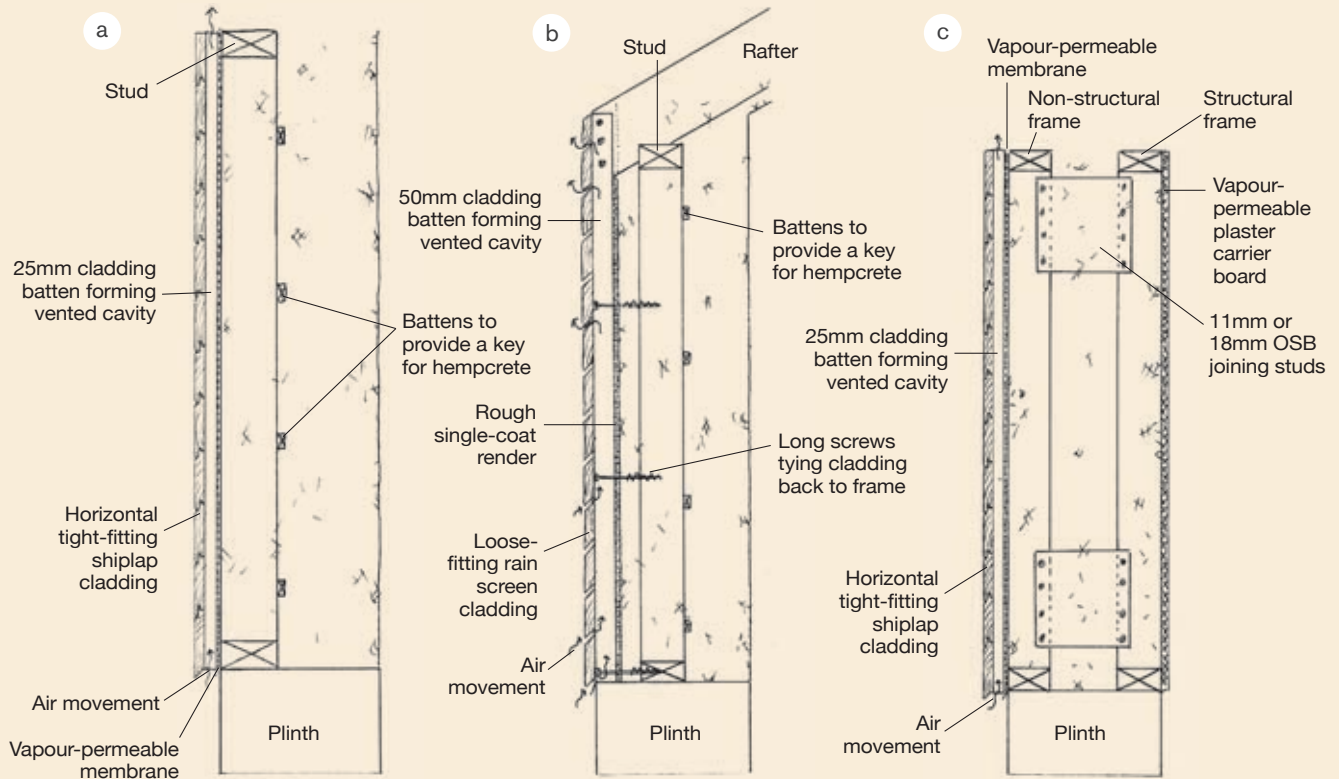 a
Stud
25mm cladding
batten forming
vented cavity
Battens to
provide a key
for hempcrete
Horizontal
tight-fitting
shiplap
cladding
Air movement
Vapour-permeable
membrane
Plinth
b
Stud
Rafter
50mm cladding
batten forming
vented cavity
Battens to
provide a key
for hempcrete
Rough
single-coat
render
Long screws
tying cladding
back to frame
Loose-
fitting rain
screen
cladding
Air
movement
Plinth
c
Vapour-permeable
membrane
Non-structural
frame
Structural
frame
Vapour-
permeable
plaster
carrier
board
11mm or
18mm OSB
joining studs
25mm cladding
batten forming
vented cavity
Horizontal
tight-fitting
shiplap
cladding
Air
movement
Plinth